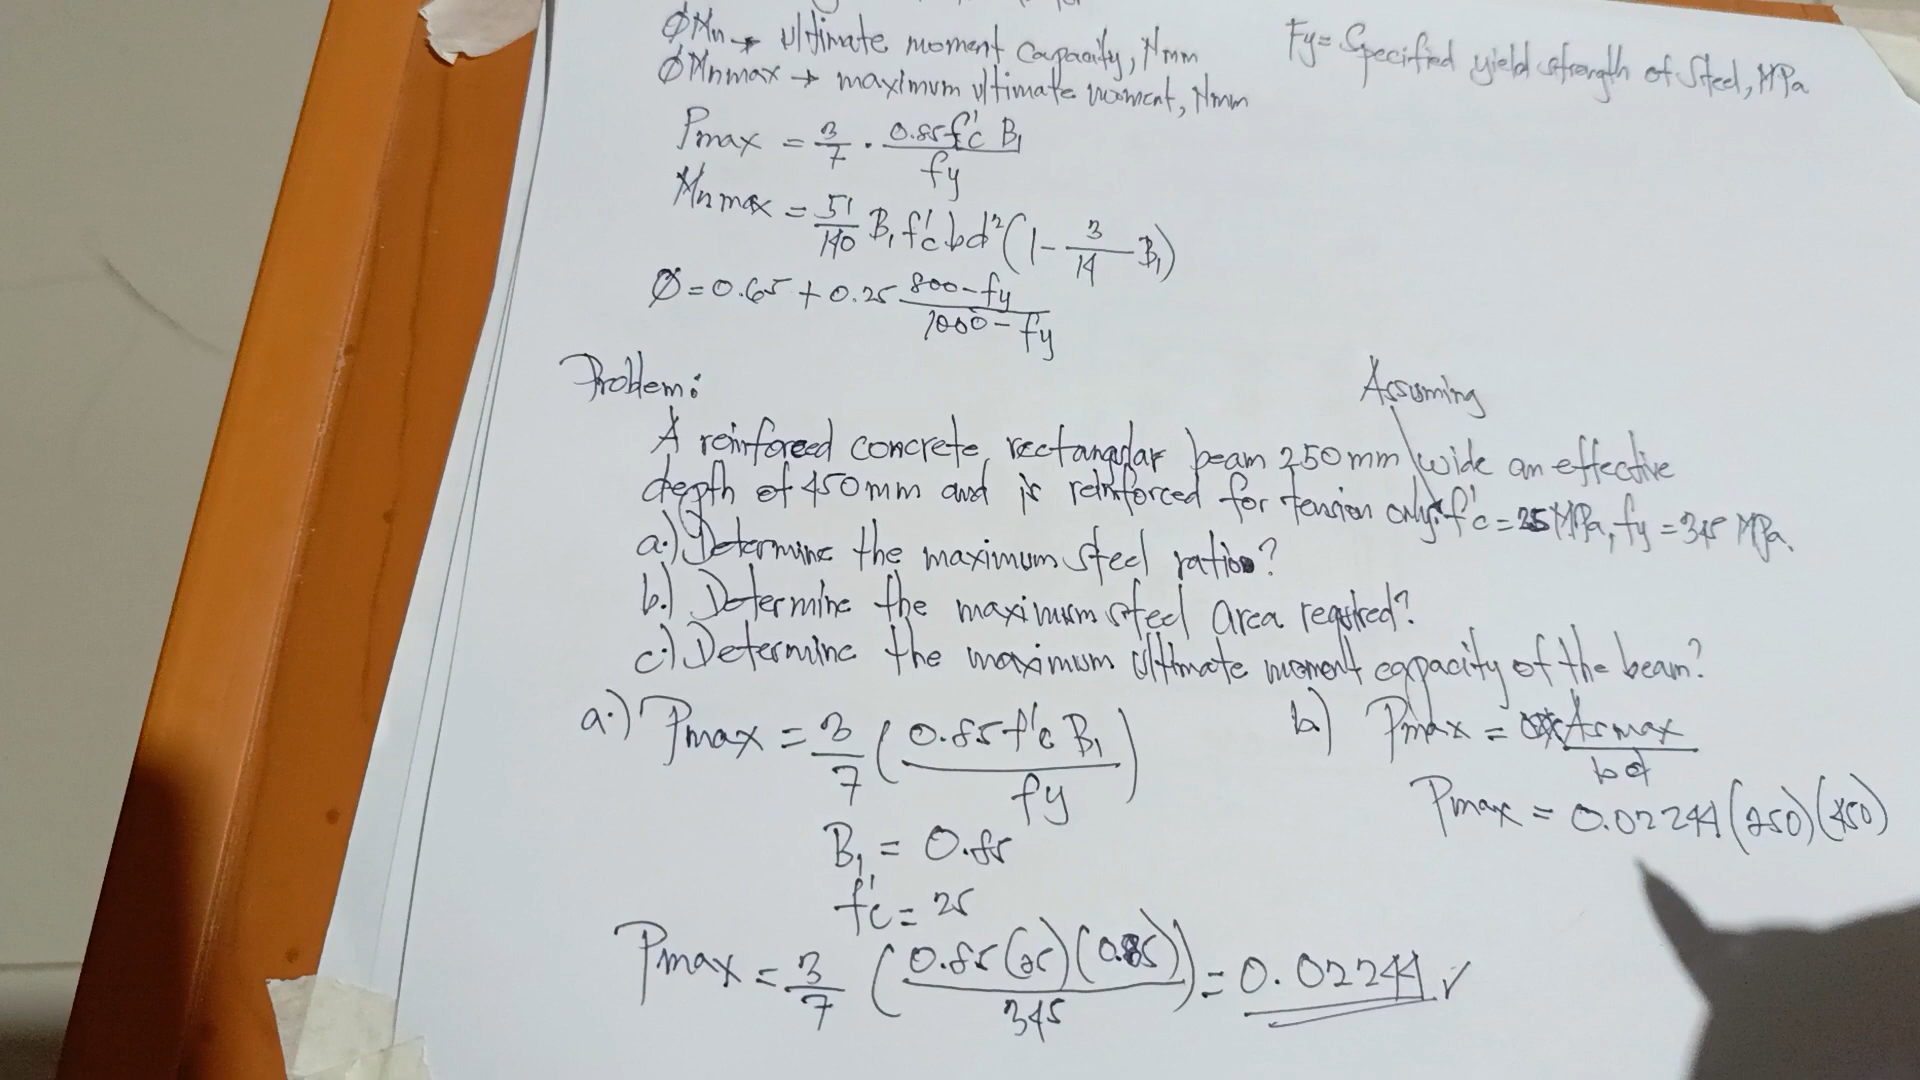 ØMn → ultimate moment capacity, Nmm
ØMnmax → maximum ultimate moment, Nmm
Fy = Specified yield strength of Steel, MPa
Pmax = 3/7 · 0.85f'c B1 / fy
Mn max = 51/140 B1 f'c bd² (1 - 3/14 B1)
Ø = 0.65 + 0.25 800 - fy / 1000 - fy
Problem:
Assuming
A reinforced concrete rectangular beam 250mm wide an effective
depth of 450mm and is reinforced for tension only. f'c = 25 MPa, fy = 345 MPa.
a.) Determine the maximum steel ratio?
b.) Determine the maximum steel area required?
c.) Determine the maximum ultimate moment capacity of the beam?
a.) Pmax = 3/7 ( 0.85 f'c B1 / fy )
B1 = 0.85
f'c = 25
Pmax = 3/7 ( 0.85 (25) (0.85) / 345 ) = 0.02244 ✓
b) Pmax = As max / bd
Pmax = 0.02244 (250) (450)